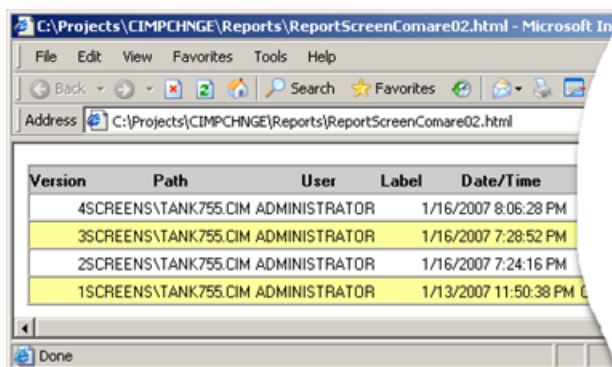 C:\Projects\CIMPCHNGE\Reports\ReportScreenComare02.html - Microsoft In
File Edit View Favorites Tools Help
Back Search Favorites
Address C:\Projects\CIMPCHNGE\Reports\ReportScreenComare02.html
Version Path User Label Date/Time
4SCREENS\TANK755.CIM ADMINISTRATOR 1/16/2007 8:06:28 PM
3SCREENS\TANK755.CIM ADMINISTRATOR 1/16/2007 7:28:52 PM
2SCREENS\TANK755.CIM ADMINISTRATOR 1/16/2007 7:24:16 PM
1SCREENS\TANK755.CIM ADMINISTRATOR 1/13/2007 11:50:38 PM
Done